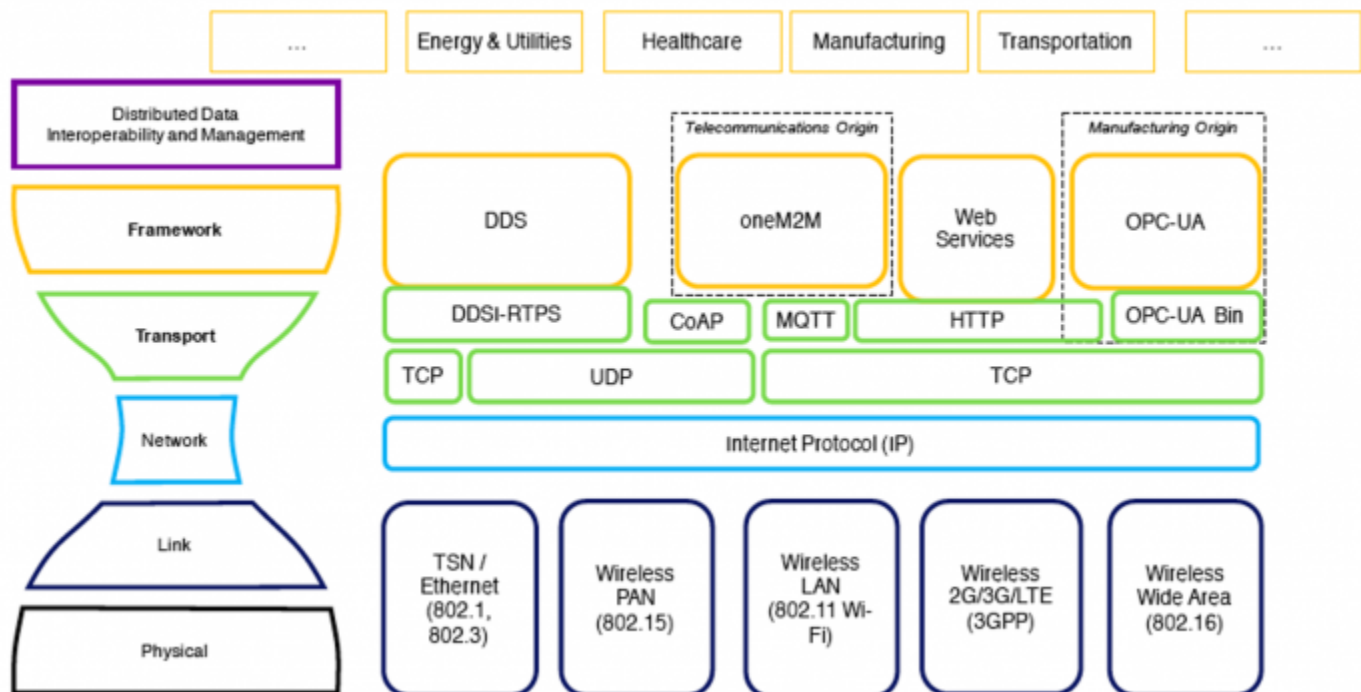 ...
Energy & Utilities
Healthcare
Manufacturing
Transportation
...
Distributed Data
Interoperability and Management
Telecommunications Origin
Manufacturing Origin
Framework
DDS
oneM2M
Web
Services
OPC-UA
Transport
DDSI-RTPS
CoAP
MQTT
HTTP
OPC-UA Bin
TCP
UDP
TCP
Network
Internet Protocol (IP)
Link
TSN /
Ethernet
(802.1,
802.3)
Wireless
PAN
(802.15)
Wireless
LAN
(802.11 Wi-
Fi)
Wireless
2G/3G/LTE
(3GPP)
Wireless
Wide Area
(802.16)
Physical